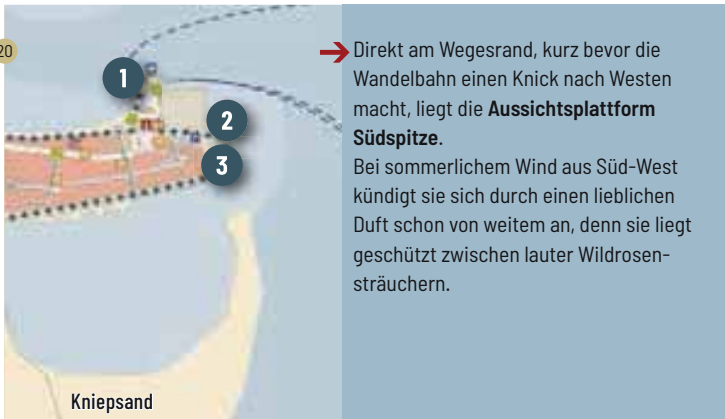 20
1
2
3
Kniepsand
Direkt am Wegesrand, kurz bevor die
Wandelbahn einen Knick nach Westen
macht, liegt die Aussichtsplattform
Südspitze.
Bei sommerlichem Wind aus Süd-West
kündigt sie sich durch einen lieblichen
Duft schon von weitem an, denn sie liegt
geschützt zwischen lauter Wildrosen-
sträuchern.